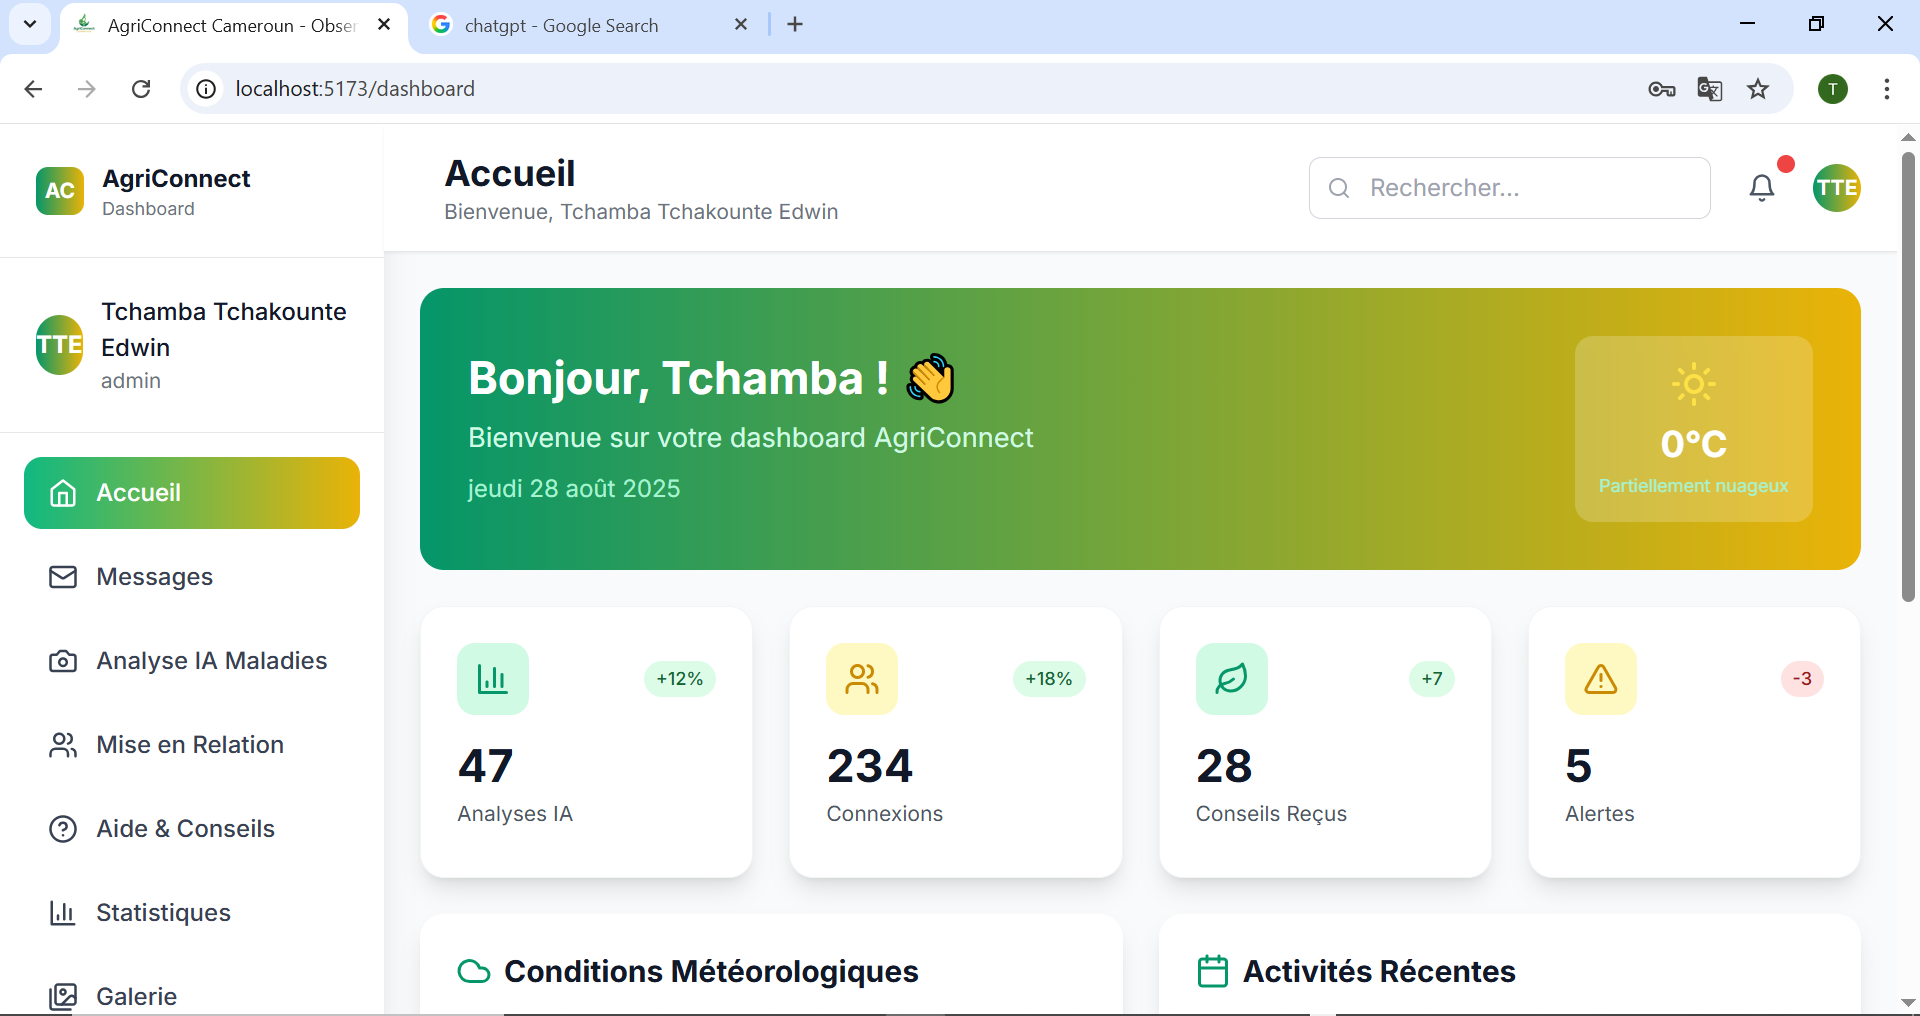 AgriConnect Cameroun - Obser
chatgpt - Google Search
localhost:5173/dashboard
T
AC
AgriConnect
Dashboard
Accueil
Bienvenue, Tchamba Tchakounte Edwin
Rechercher...
TTE
TTE
Tchamba Tchakounte
Edwin
admin
Accueil
Messages
Analyse IA Maladies
Mise en Relation
Aide & Conseils
Statistiques
Galerie
Bonjour, Tchamba ! 👋
Bienvenue sur votre dashboard AgriConnect
jeudi 28 août 2025
0°C
Partiellement nuageux
+12%
47
Analyses IA
+18%
234
Connexions
+7
28
Conseils Reçus
-3
5
Alertes
Conditions Météorologiques
Activités Récentes